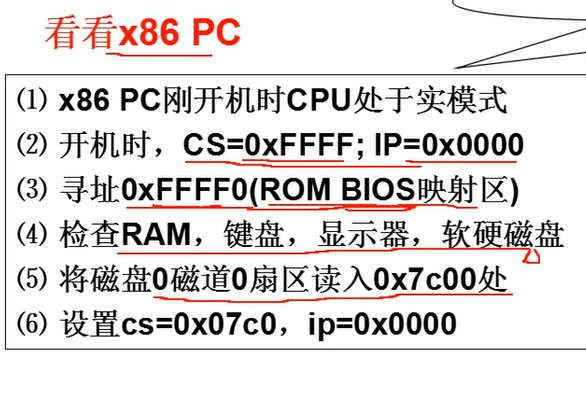 看看x86 PC
(1) x86 PC刚开机时CPU处于实模式
(2) 开机时，CS=0xFFFF; IP=0x0000
(3) 寻址0xFFFF0(ROM BIOS映射区)
(4) 检查RAM，键盘，显示器，软硬磁盘
(5) 将磁盘0磁道0扇区读入0x7c00处
(6) 设置cs=0x07c0，ip=0x0000